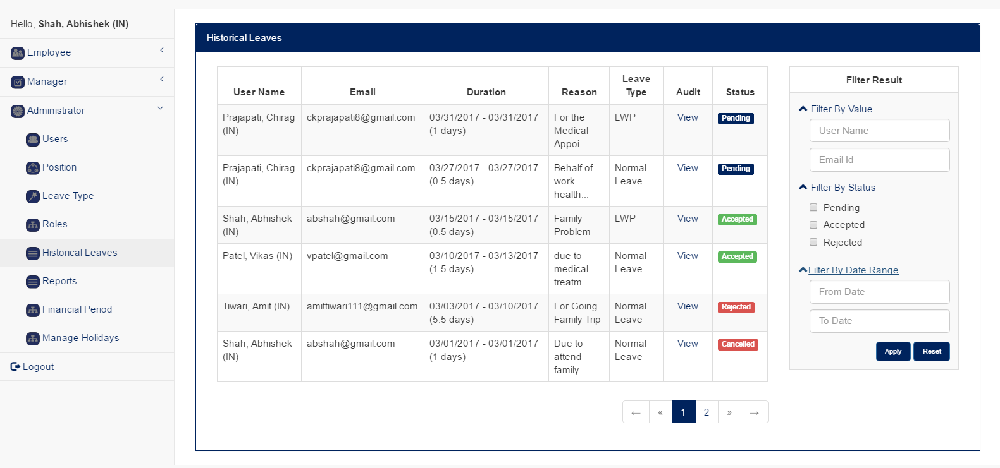 Hello, Shah, Abhishek (IN)
Employee
Manager
Administrator
Users
Position
Leave Type
Roles
Historical Leaves
Reports
Financial Period
Manage Holidays
Logout
Historical Leaves
User Name Email Duration Reason Leave Type Audit Status
Prajapati, Chirag (IN) ckprajapati8@gmail.com 03/31/2017 - 03/31/2017 (1 days) For the Medical Appoi... LWP View Pending
Prajapati, Chirag (IN) ckprajapati8@gmail.com 03/27/2017 - 03/27/2017 (0.5 days) Behalf of work health... Normal Leave View Pending
Shah, Abhishek (IN) abshah@gmail.com 03/15/2017 - 03/15/2017 (0.5 days) Family Problem LWP View Accepted
Patel, Vikas (IN) vpatel@gmail.com 03/10/2017 - 03/13/2017 (1.5 days) due to medical treatm... Normal Leave View Accepted
Tiwari, Amit (IN) amittiwari111@gmail.com 03/03/2017 - 03/10/2017 (5.5 days) For Going Family Trip Normal Leave View Rejected
Shah, Abhishek (IN) abshah@gmail.com 03/01/2017 - 03/01/2017 (1 days) Due to attend family ... Normal Leave View Cancelled
← « 1 2 » →
Filter Result
Filter By Value
User Name
Email Id
Filter By Status
Pending
Accepted
Rejected
Filter By Date Range
From Date
To Date
Apply Reset